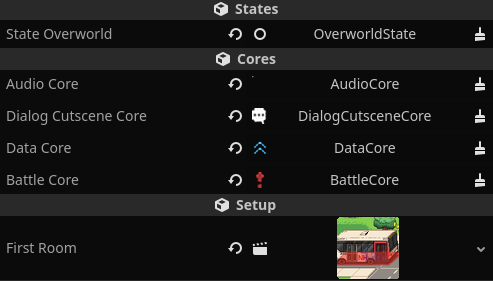 States
State Overworld OverworldState
Cores
Audio Core AudioCore
Dialog Cutscene Core DialogCutsceneCore
Data Core DataCore
Battle Core BattleCore
Setup
First Room